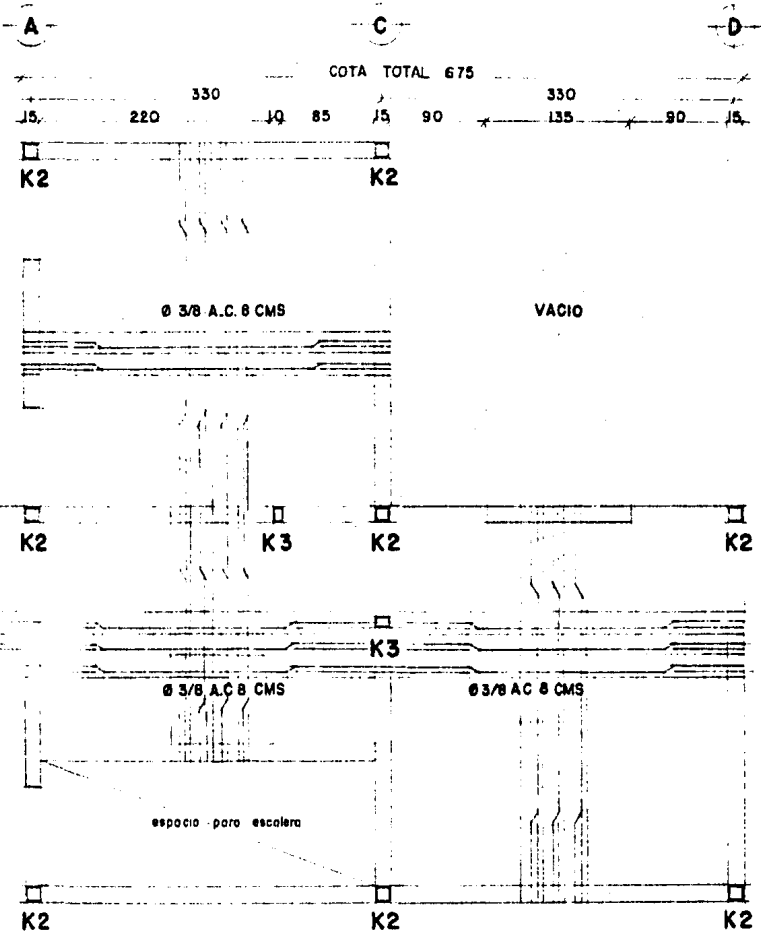 A C D
COTA TOTAL 675
330 330
15 220 10 85 15 90 135 90 15
K2 K2
Ø 3/8 A.C. 8 CMS VACIO
K2 K3 K2 K2
K3
Ø 3/8 A.C 8 CMS Ø 3/8 AC 8 CMS
espacio para escalera
K2 K2 K2